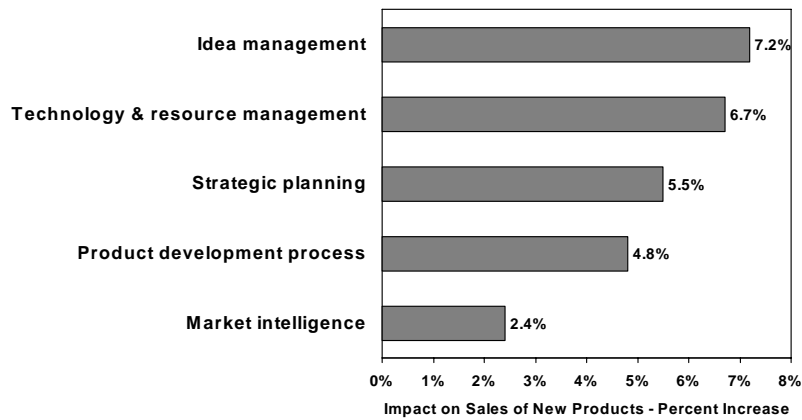 Idea management
7.2%
Technology & resource management
6.7%
Strategic planning
5.5%
Product development process
4.8%
Market intelligence
2.4%
0% 1% 2% 3% 4% 5% 6% 7% 8%
Impact on Sales of New Products - Percent Increase